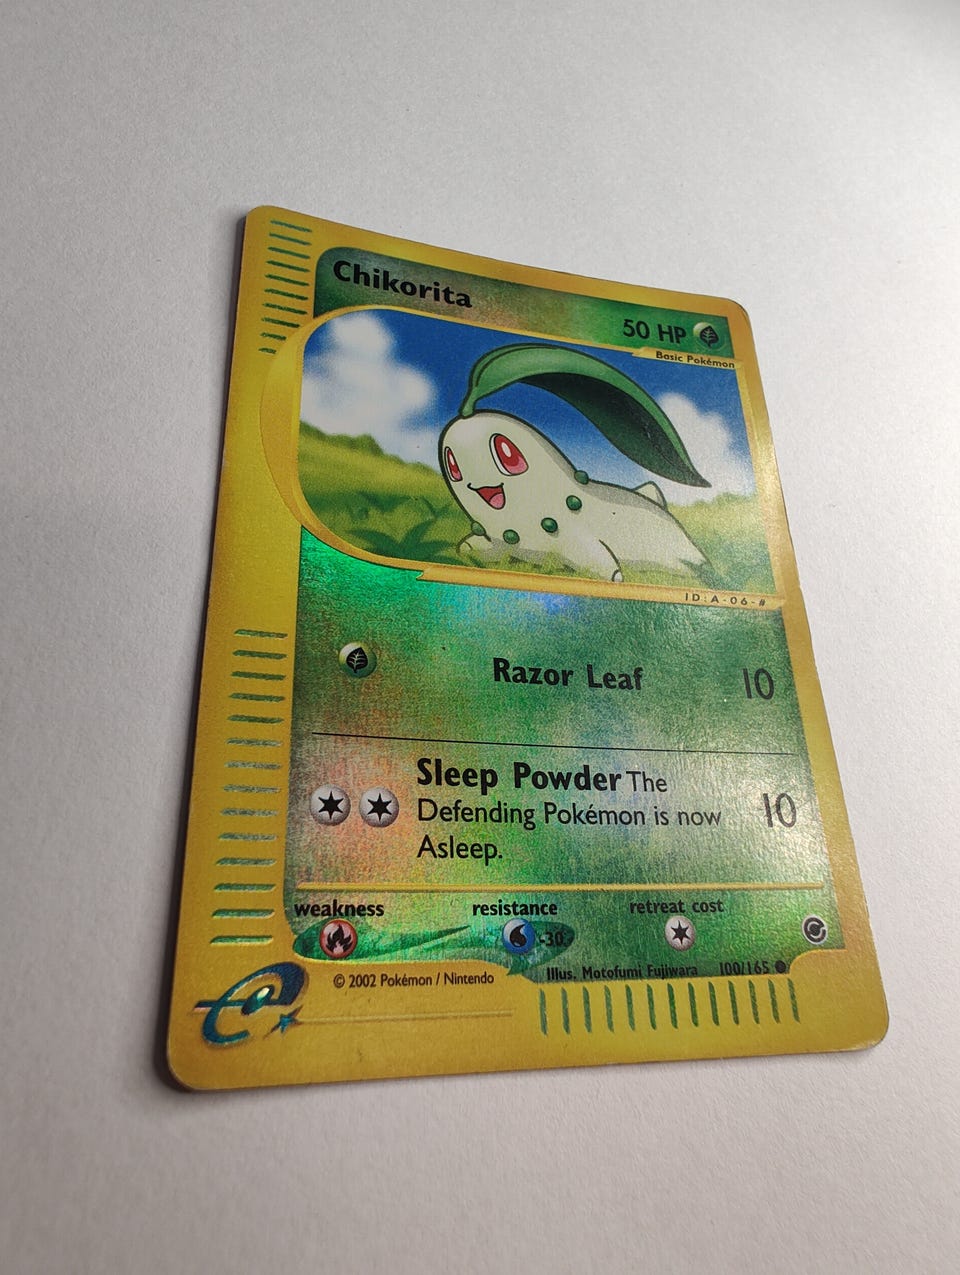 Chikorita
50 HP
Basic Pokémon
ID:A-06-#
Razor Leaf 10
Sleep Powder The
Defending Pokémon is now 10
Asleep.
weakness resistance retreat cost
-30
Illus. Motofumi Fujiwara 100/165
© 2002 Pokémon / Nintendo
e